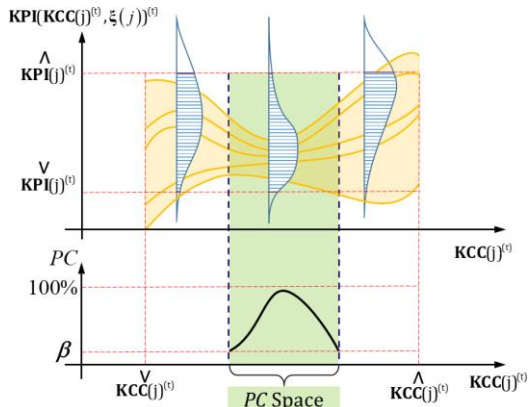 KPI(KCC(j)⁽ᵗ⁾,ξ(j))⁽ᵗ⁾
∧
KPI(j)⁽ᵗ⁾
∨
KPI(j)⁽ᵗ⁾
KCC(j)⁽ᵗ⁾
PC
100%
β
∨
KCC(j)⁽ᵗ⁾
PC Space
∧
KCC(j)⁽ᵗ⁾
KCC(j)⁽ᵗ⁾